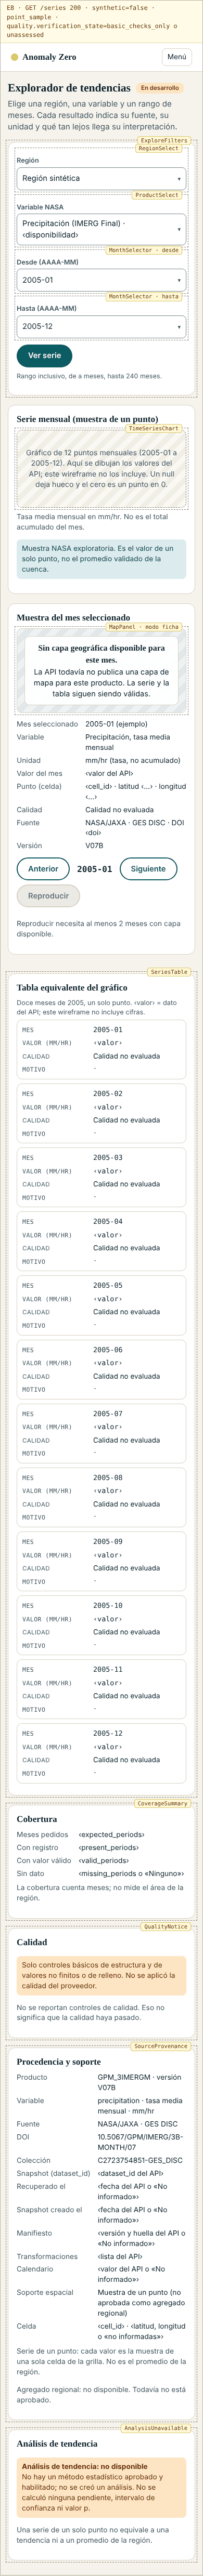 E8 · GET /series 200 · synthetic=false ·
point_sample ·
quality.verification_state=basic_checks_only o
unassessed
Anomaly Zero
Menú
Explorador de tendencias
En desarrollo
Elige una región, una variable y un rango de
meses. Cada resultado indica su fuente, su
unidad y qué tan lejos llega su interpretación.
ExploreFilters
RegionSelect
Región
Región sintética
ProductSelect
Variable NASA
Precipitación (IMERG Final) ·
‹disponibilidad›
MonthSelector · desde
Desde (AAAA-MM)
2005-01
MonthSelector · hasta
Hasta (AAAA-MM)
2005-12
Ver serie
Rango inclusivo, de a meses, hasta 240 meses.
Serie mensual (muestra de un punto)
TimeSeriesChart
Gráfico de 12 puntos mensuales (2005-01 a
2005-12). Aquí se dibujan los valores del
API; este wireframe no los incluye. Un null
deja hueco y el cero es un punto en 0.
Tasa media mensual en mm/hr. No es el total
acumulado del mes.
Muestra NASA exploratoria. Es el valor de un
solo punto, no el promedio validado de la
cuenca.
Muestra del mes seleccionado
MapPanel · modo ficha
Sin capa geográfica disponible para
este mes.
La API todavía no publica una capa de
mapa para este producto. La serie y la
tabla siguen siendo válidas.
Mes seleccionado 2005-01 (ejemplo)
Variable Precipitación, tasa media
mensual
Unidad mm/hr (tasa, no acumulado)
Valor del mes ‹valor del API›
Punto (celda) ‹cell_id› · latitud ‹...› · longitud
‹...›
Calidad Calidad no evaluada
Fuente NASA/JAXA · GES DISC · DOI
‹doi›
Versión V07B
Anterior 2005-01 Siguiente
Reproducir
Reproducir necesita al menos 2 meses con capa
disponible.
SeriesTable
Tabla equivalente del gráfico
Doce meses de 2005, un solo punto. ‹valor› = dato
del API; este wireframe no incluye cifras.
MES 2005-01
VALOR (MM/HR) ‹valor›
CALIDAD Calidad no evaluada
MOTIVO -
MES 2005-02
VALOR (MM/HR) ‹valor›
CALIDAD Calidad no evaluada
MOTIVO -
MES 2005-03
VALOR (MM/HR) ‹valor›
CALIDAD Calidad no evaluada
MOTIVO -
MES 2005-04
VALOR (MM/HR) ‹valor›
CALIDAD Calidad no evaluada
MOTIVO -
MES 2005-05
VALOR (MM/HR) ‹valor›
CALIDAD Calidad no evaluada
MOTIVO -
MES 2005-06
VALOR (MM/HR) ‹valor›
CALIDAD Calidad no evaluada
MOTIVO -
MES 2005-07
VALOR (MM/HR) ‹valor›
CALIDAD Calidad no evaluada
MOTIVO -
MES 2005-08
VALOR (MM/HR) ‹valor›
CALIDAD Calidad no evaluada
MOTIVO -
MES 2005-09
VALOR (MM/HR) ‹valor›
CALIDAD Calidad no evaluada
MOTIVO -
MES 2005-10
VALOR (MM/HR) ‹valor›
CALIDAD Calidad no evaluada
MOTIVO -
MES 2005-11
VALOR (MM/HR) ‹valor›
CALIDAD Calidad no evaluada
MOTIVO -
MES 2005-12
VALOR (MM/HR) ‹valor›
CALIDAD Calidad no evaluada
MOTIVO -
CoverageSummary
Cobertura
Meses pedidos ‹expected_periods›
Con registro ‹present_periods›
Con valor válido ‹valid_periods›
Sin dato ‹missing_periods o «Ninguno»›
La cobertura cuenta meses; no mide el área de la
región.
QualityNotice
Calidad
Solo controles básicos de estructura y de
valores no finitos o de relleno. No se aplicó la
calidad del proveedor.
No se reportan controles de calidad. Eso no
significa que la calidad haya pasado.
SourceProvenance
Procedencia y soporte
Producto GPM_3IMERGM · versión
V07B
Variable precipitation · tasa media
mensual · mm/hr
Fuente NASA/JAXA · GES DISC
DOI 10.5067/GPM/IMERG/3B-
MONTH/07
Colección C2723754851-GES_DISC
Snapshot (dataset_id) ‹dataset_id del API›
Recuperado el ‹fecha del API o «No
informado»›
Snapshot creado el ‹fecha del API o «No
informado»›
Manifiesto ‹versión y huella del API o
«No informado»›
Transformaciones ‹lista del API›
Calendario ‹valor del API o «No
informado»›
Soporte espacial Muestra de un punto (no
aprobada como agregado
regional)
Celda ‹cell_id› · ‹latitud, longitud
o «no informadas»›
Serie de un punto: cada valor es la muestra de
una sola celda de la grilla. No es el promedio de la
región.
Agregado regional: no disponible. Todavía no está
aprobado.
AnalysisUnavailable
Análisis de tendencia
Análisis de tendencia: no disponible
No hay un método estadístico aprobado y
habilitado; no se creó un análisis. No se
calculó ninguna pendiente, intervalo de
confianza ni valor p.
Una serie de un solo punto no equivale a una
tendencia ni a un promedio de la región.